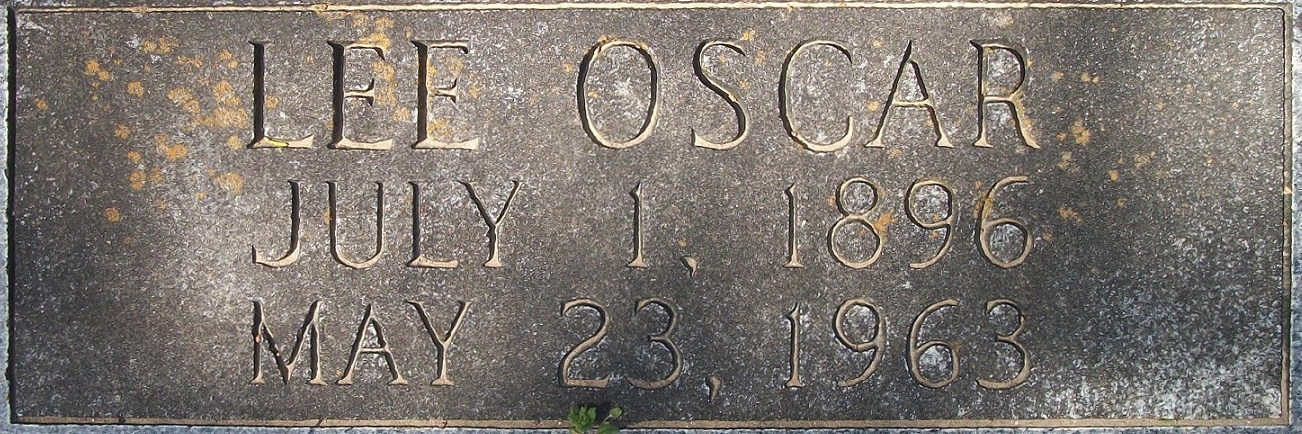 LEE OSCAR
JULY 1, 1896
MAY 23, 1963